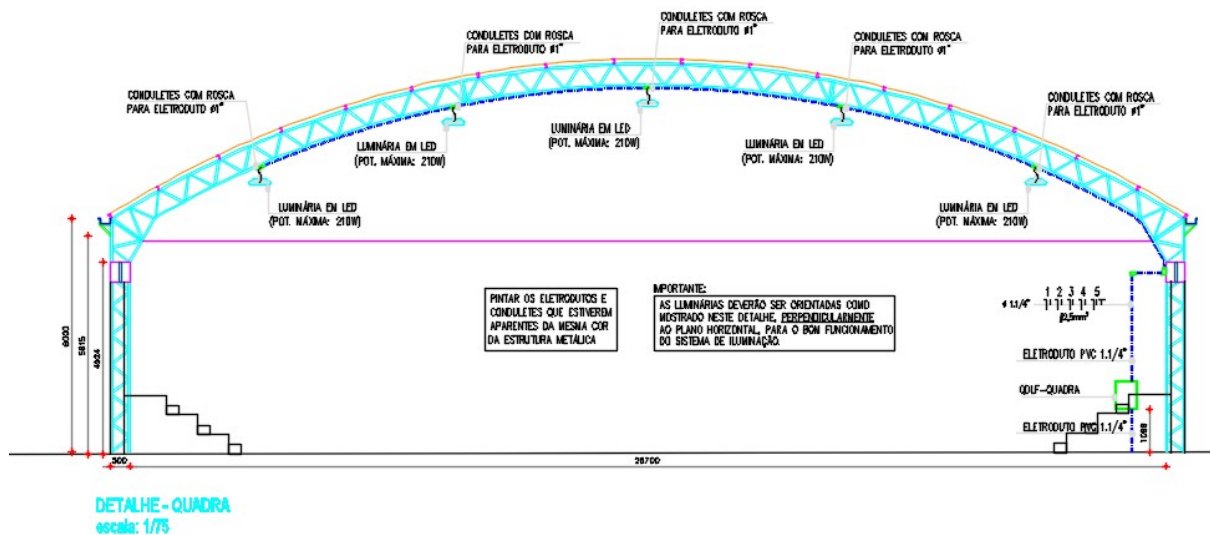 CONDULETES COM ROSCA
PARA ELETRODUTO ø1"
CONDULETES COM ROSCA
PARA ELETRODUTO ø1"
CONDULETES COM ROSCA
PARA ELETRODUTO ø1"
CONDULETES COM ROSCA
PARA ELETRODUTO ø1"
CONDULETES COM ROSCA
PARA ELETRODUTO ø1"
LUMINÁRIA EM LED
(POT. MÁXIMA: 210W)
LUMINÁRIA EM LED
(POT. MÁXIMA: 210W)
LUMINÁRIA EM LED
(POT. MÁXIMA: 210W)
LUMINÁRIA EM LED
(POT. MÁXIMA: 210W)
LUMINÁRIA EM LED
(POT. MÁXIMA: 210W)
PINTAR OS ELETRODUTOS E
CONDULETES QUE ESTIVEREM
APARENTES DA MESMA COR
DA ESTRUTURA METÁLICA
IMPORTANTE:
AS LUMINÁRIAS DEVERÃO SER ORIENTADAS COMO
MOSTRADO NESTE DETALHE, PERPENDICULARMENTE
AO PLANO HORIZONTAL, PARA O BOM FUNCIONAMENTO
DO SISTEMA DE ILUMINAÇÃO.
1 2 3 4 5
ø 1.1/4"
ELETRODUTO PVC 1.1/4"
QDLF-QUADRA
ELETRODUTO PVC 1.1/4"
6000
5615
4924
500
26700
DETALHE - QUADRA
escala: 1/75